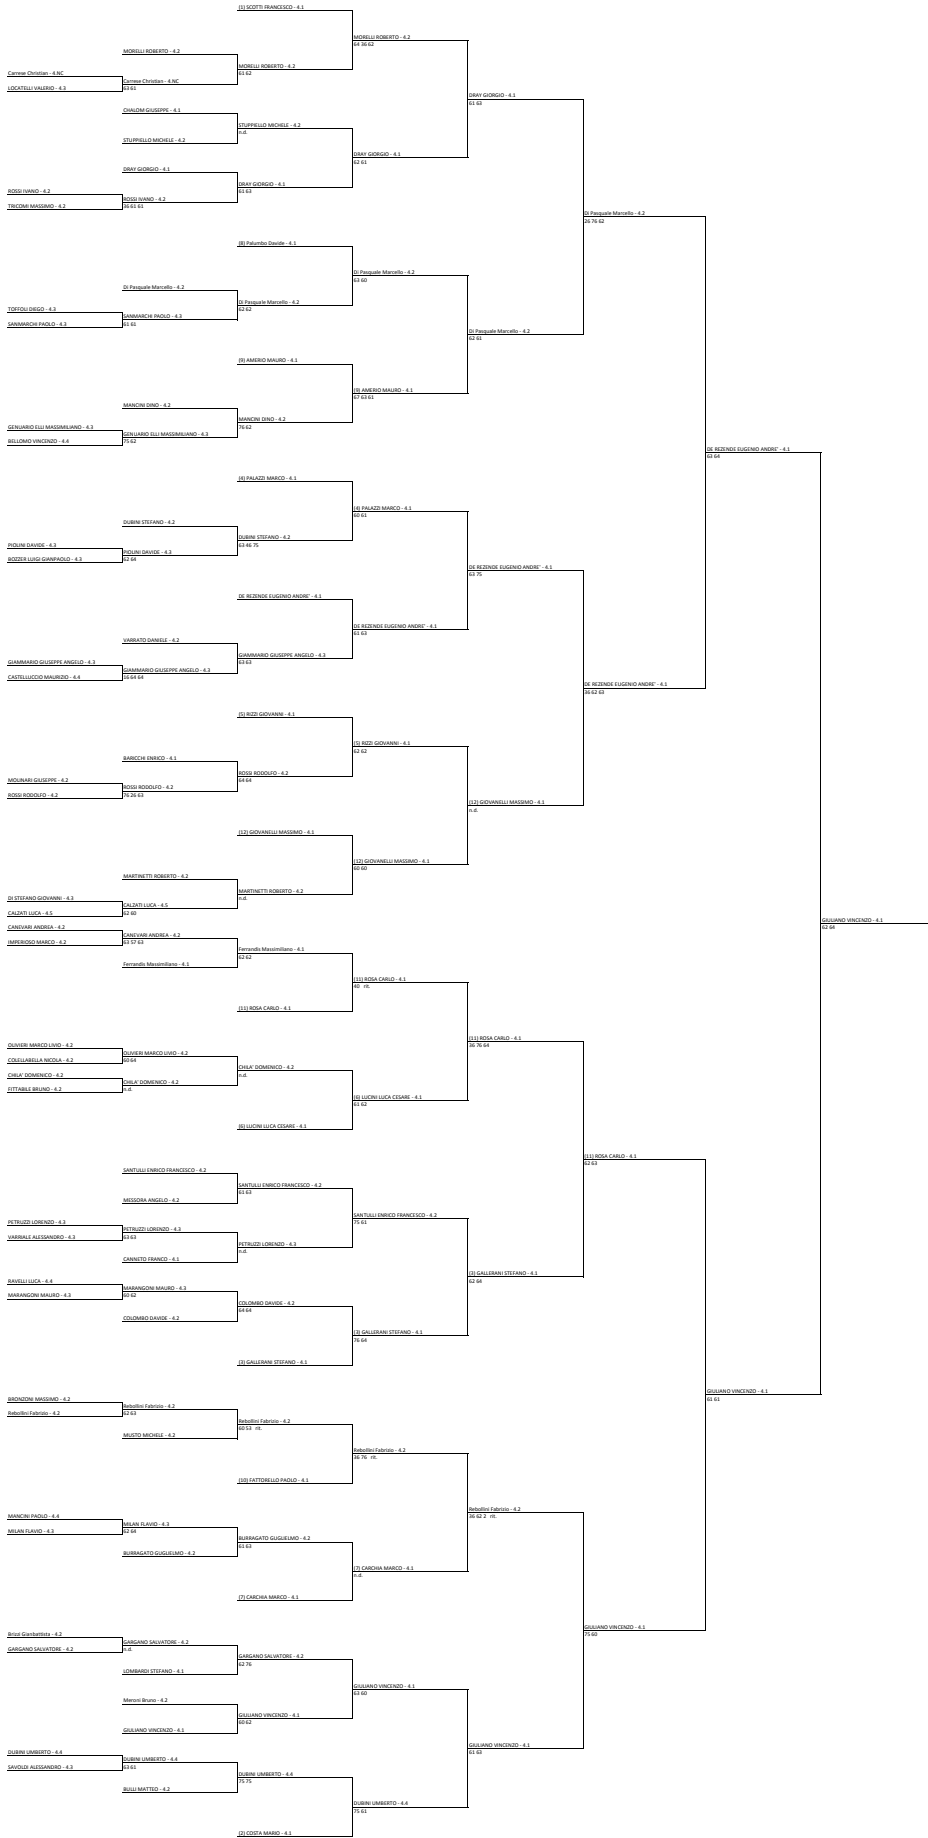 (1) SCOTTI FRANCESCO - 4.1
MORELLI ROBERTO - 4.2
64 36 62
MORELLI ROBERTO - 4.2
MORELLI ROBERTO - 4.2
61 62
Carrese Christian - 4.NC
Carrese Christian - 4.NC
63 61
LOCATELLI VALERIO - 4.3
DRAY GIORGIO - 4.1
61 63
CHALOM GIUSEPPE - 4.1
STUPPIELLO MICHELE - 4.2
n.d.
STUPPIELLO MICHELE - 4.2
DRAY GIORGIO - 4.1
62 61
DRAY GIORGIO - 4.1
DRAY GIORGIO - 4.1
61 63
ROSSI IVANO - 4.2
ROSSI IVANO - 4.2
36 61 61
TRICOMI MASSIMO - 4.2
Di Pasquale Marcello - 4.2
26 76 62
(8) Palumbo Davide - 4.1
Di Pasquale Marcello - 4.2
63 60
Di Pasquale Marcello - 4.2
Di Pasquale Marcello - 4.2
62 62
TOFFOLI DIEGO - 4.3
SANMARCHI PAOLO - 4.3
61 61
SANMARCHI PAOLO - 4.3
Di Pasquale Marcello - 4.2
62 61
(9) AMERIO MAURO - 4.1
(9) AMERIO MAURO - 4.1
67 63 61
MANCINI DINO - 4.2
MANCINI DINO - 4.2
76 62
GENUARIO ELLI MASSIMILIANO - 4.3
GENUARIO ELLI MASSIMILIANO - 4.3
75 62
BELLOMO VINCENZO - 4.4
DE REZENDE EUGENIO ANDRE' - 4.1
63 64
(4) PALAZZI MARCO - 4.1
(4) PALAZZI MARCO - 4.1
60 61
DUBINI STEFANO - 4.2
DUBINI STEFANO - 4.2
63 46 75
PIOLINI DAVIDE - 4.3
PIOLINI DAVIDE - 4.3
62 64
BOZZER LUIGI GIANPAOLO - 4.3
DE REZENDE EUGENIO ANDRE' - 4.1
63 75
DE REZENDE EUGENIO ANDRE' - 4.1
DE REZENDE EUGENIO ANDRE' - 4.1
61 63
VARRATO DANIELE - 4.2
GIAMMARIO GIUSEPPE ANGELO - 4.3
63 63
GIAMMARIO GIUSEPPE ANGELO - 4.3
GIAMMARIO GIUSEPPE ANGELO - 4.3
16 64 64
CASTELLUCCIO MAURIZIO - 4.4
DE REZENDE EUGENIO ANDRE' - 4.1
36 62 63
(5) RIZZI GIOVANNI - 4.1
(5) RIZZI GIOVANNI - 4.1
62 62
BARICCHI ENRICO - 4.1
ROSSI RODOLFO - 4.2
64 64
MOLINARI GIUSEPPE - 4.2
ROSSI RODOLFO - 4.2
76 26 63
ROSSI RODOLFO - 4.2
(12) GIOVANELLI MASSIMO - 4.1
n.d.
(12) GIOVANELLI MASSIMO - 4.1
(12) GIOVANELLI MASSIMO - 4.1
60 60
MARTINETTI ROBERTO - 4.2
MARTINETTI ROBERTO - 4.2
n.d.
DI STEFANO GIOVANNI - 4.3
CALZATI LUCA - 4.5
62 60
CALZATI LUCA - 4.5
GIULIANO VINCENZO - 4.1
62 64
CANEVARI ANDREA - 4.2
CANEVARI ANDREA - 4.2
63 57 63
IMPERIOSO MARCO - 4.2
Ferrandis Massimiliano - 4.1
62 62
Ferrandis Massimiliano - 4.1
(11) ROSA CARLO - 4.1
40 rit.
(11) ROSA CARLO - 4.1
(11) ROSA CARLO - 4.1
36 76 64
OLIVIERI MARCO LIVIO - 4.2
OLIVIERI MARCO LIVIO - 4.2
60 64
COLELLABELLA NICOLA - 4.2
CHILA' DOMENICO - 4.2
n.d.
CHILA' DOMENICO - 4.2
CHILA' DOMENICO - 4.2
n.d.
FITTABILE BRUNO - 4.2
(6) LUCINI LUCA CESARE - 4.1
61 62
(6) LUCINI LUCA CESARE - 4.1
(11) ROSA CARLO - 4.1
62 63
SANTULLI ENRICO FRANCESCO - 4.2
SANTULLI ENRICO FRANCESCO - 4.2
61 63
MESSORA ANGELO - 4.2
SANTULLI ENRICO FRANCESCO - 4.2
75 61
PETRUZZI LORENZO - 4.3
PETRUZZI LORENZO - 4.3
63 63
VARRIALE ALESSANDRO - 4.3
PETRUZZI LORENZO - 4.3
n.d.
CANNETO FRANCO - 4.1
(3) GALLERANI STEFANO - 4.1
62 64
RAVELLI LUCA - 4.4
MARANGONI MAURO - 4.3
60 62
MARANGONI MAURO - 4.3
COLOMBO DAVIDE - 4.2
64 64
COLOMBO DAVIDE - 4.2
(3) GALLERANI STEFANO - 4.1
76 64
(3) GALLERANI STEFANO - 4.1
GIULIANO VINCENZO - 4.1
61 61
BRONZONI MASSIMO - 4.2
Rebollini Fabrizio - 4.2
62 63
Rebollini Fabrizio - 4.2
Rebollini Fabrizio - 4.2
60 53 rit.
MUSTO MICHELE - 4.2
Rebollini Fabrizio - 4.2
36 76 rit.
(10) FATTORELLO PAOLO - 4.1
Rebollini Fabrizio - 4.2
36 62 2 rit.
MANCINI PAOLO - 4.4
MILAN FLAVIO - 4.3
62 64
MILAN FLAVIO - 4.3
BURRAGATO GUGLIELMO - 4.2
61 63
BURRAGATO GUGLIELMO - 4.2
(7) CARCHIA MARCO - 4.1
n.d.
(7) CARCHIA MARCO - 4.1
GIULIANO VINCENZO - 4.1
75 60
Brizzi Gianbattista - 4.2
GARGANO SALVATORE - 4.2
n.d.
GARGANO SALVATORE - 4.2
GARGANO SALVATORE - 4.2
62 76
LOMBARDI STEFANO - 4.1
GIULIANO VINCENZO - 4.1
63 60
Meroni Bruno - 4.2
GIULIANO VINCENZO - 4.1
60 62
GIULIANO VINCENZO - 4.1
GIULIANO VINCENZO - 4.1
61 63
DUBINI UMBERTO - 4.4
DUBINI UMBERTO - 4.4
63 61
SAVOLDI ALESSANDRO - 4.3
DUBINI UMBERTO - 4.4
75 75
BULLI MATTEO - 4.2
DUBINI UMBERTO - 4.4
75 61
(2) COSTA MARIO - 4.1